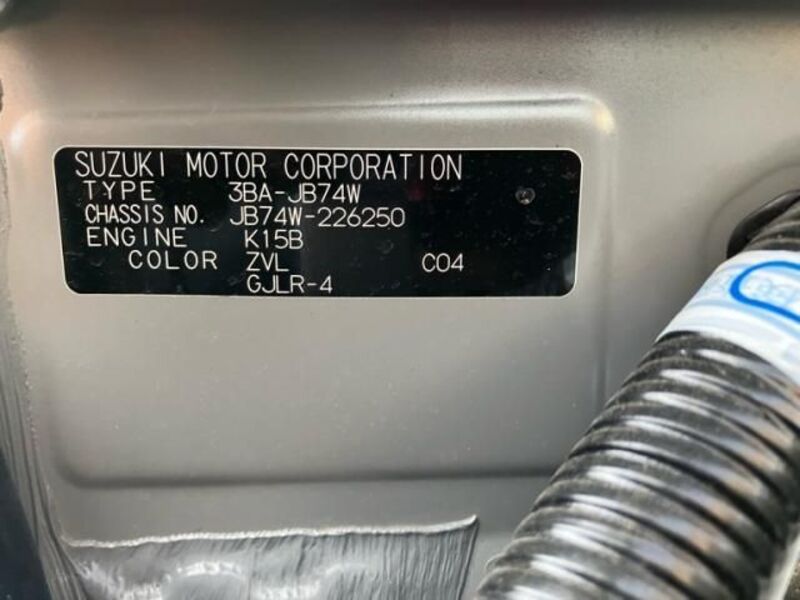 SUZUKI MOTOR CORPORATION
TYPE 3BA-JB74W
CHASSIS NO. JB74W-226250
ENGINE K15B
COLOR ZVL C04
GJLR-4